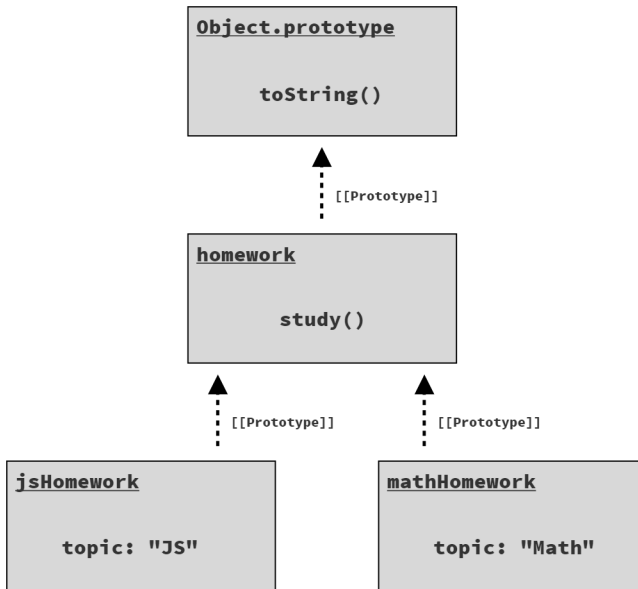 Object.prototype
toString()
[[Prototype]]
homework
study()
[[Prototype]]
[[Prototype]]
jsHomework
topic: "JS"
mathHomework
topic: "Math"